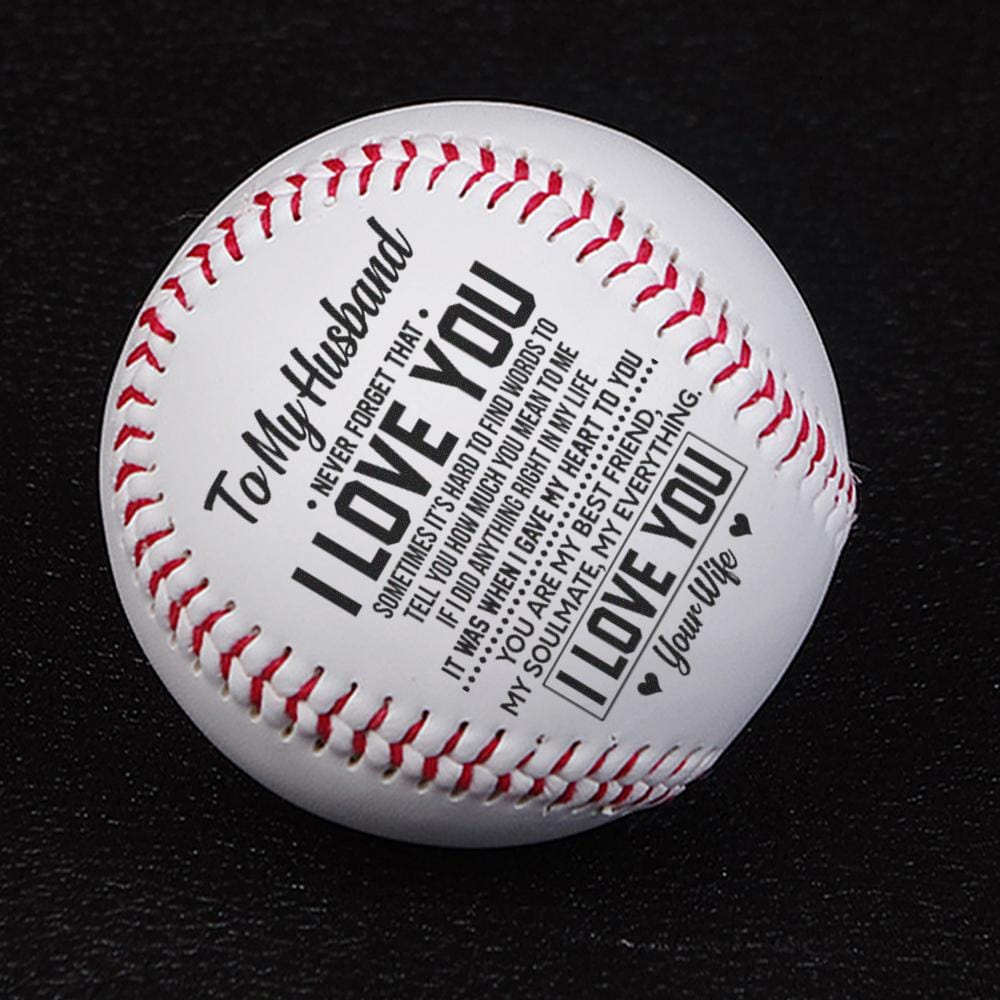 To My Husband
• NEVER FORGET THAT •
I LOVE YOU
SOMETIMES IT'S HARD TO FIND WORDS TO
TELL YOU HOW MUCH YOU MEAN TO ME
IF I DID ANYTHING RIGHT IN MY LIFE
IT WAS WHEN I GAVE MY HEART TO YOU
YOU ARE MY BEST FRIEND,
MY SOULMATE, MY EVERYTHING.
I LOVE YOU
♥ Your Wife ♥